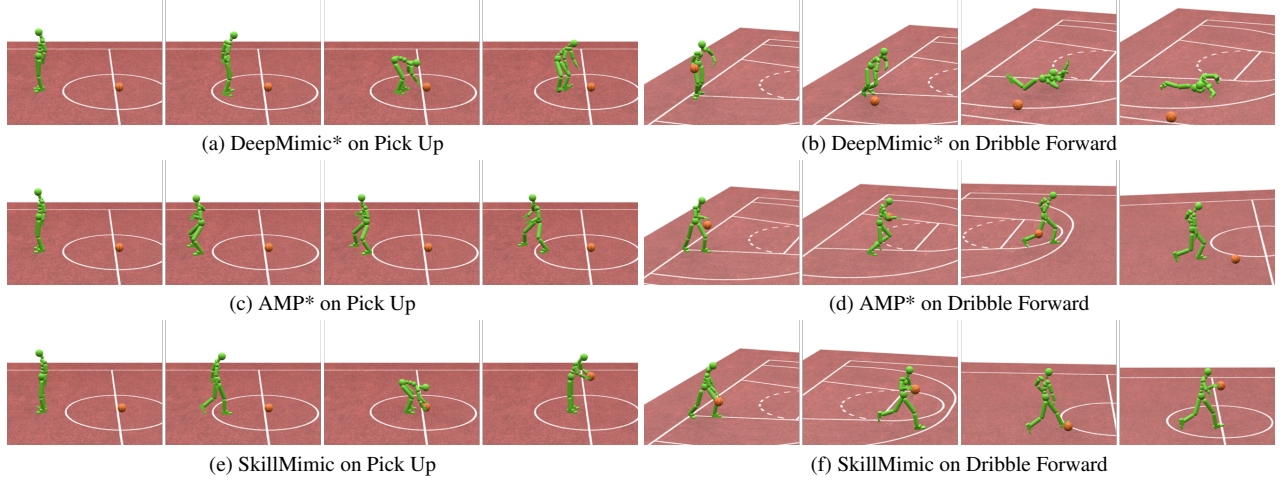 (a) DeepMimic* on Pick Up
(b) DeepMimic* on Dribble Forward
(c) AMP* on Pick Up
(d) AMP* on Dribble Forward
(e) SkillMimic on Pick Up
(f) SkillMimic on Dribble Forward